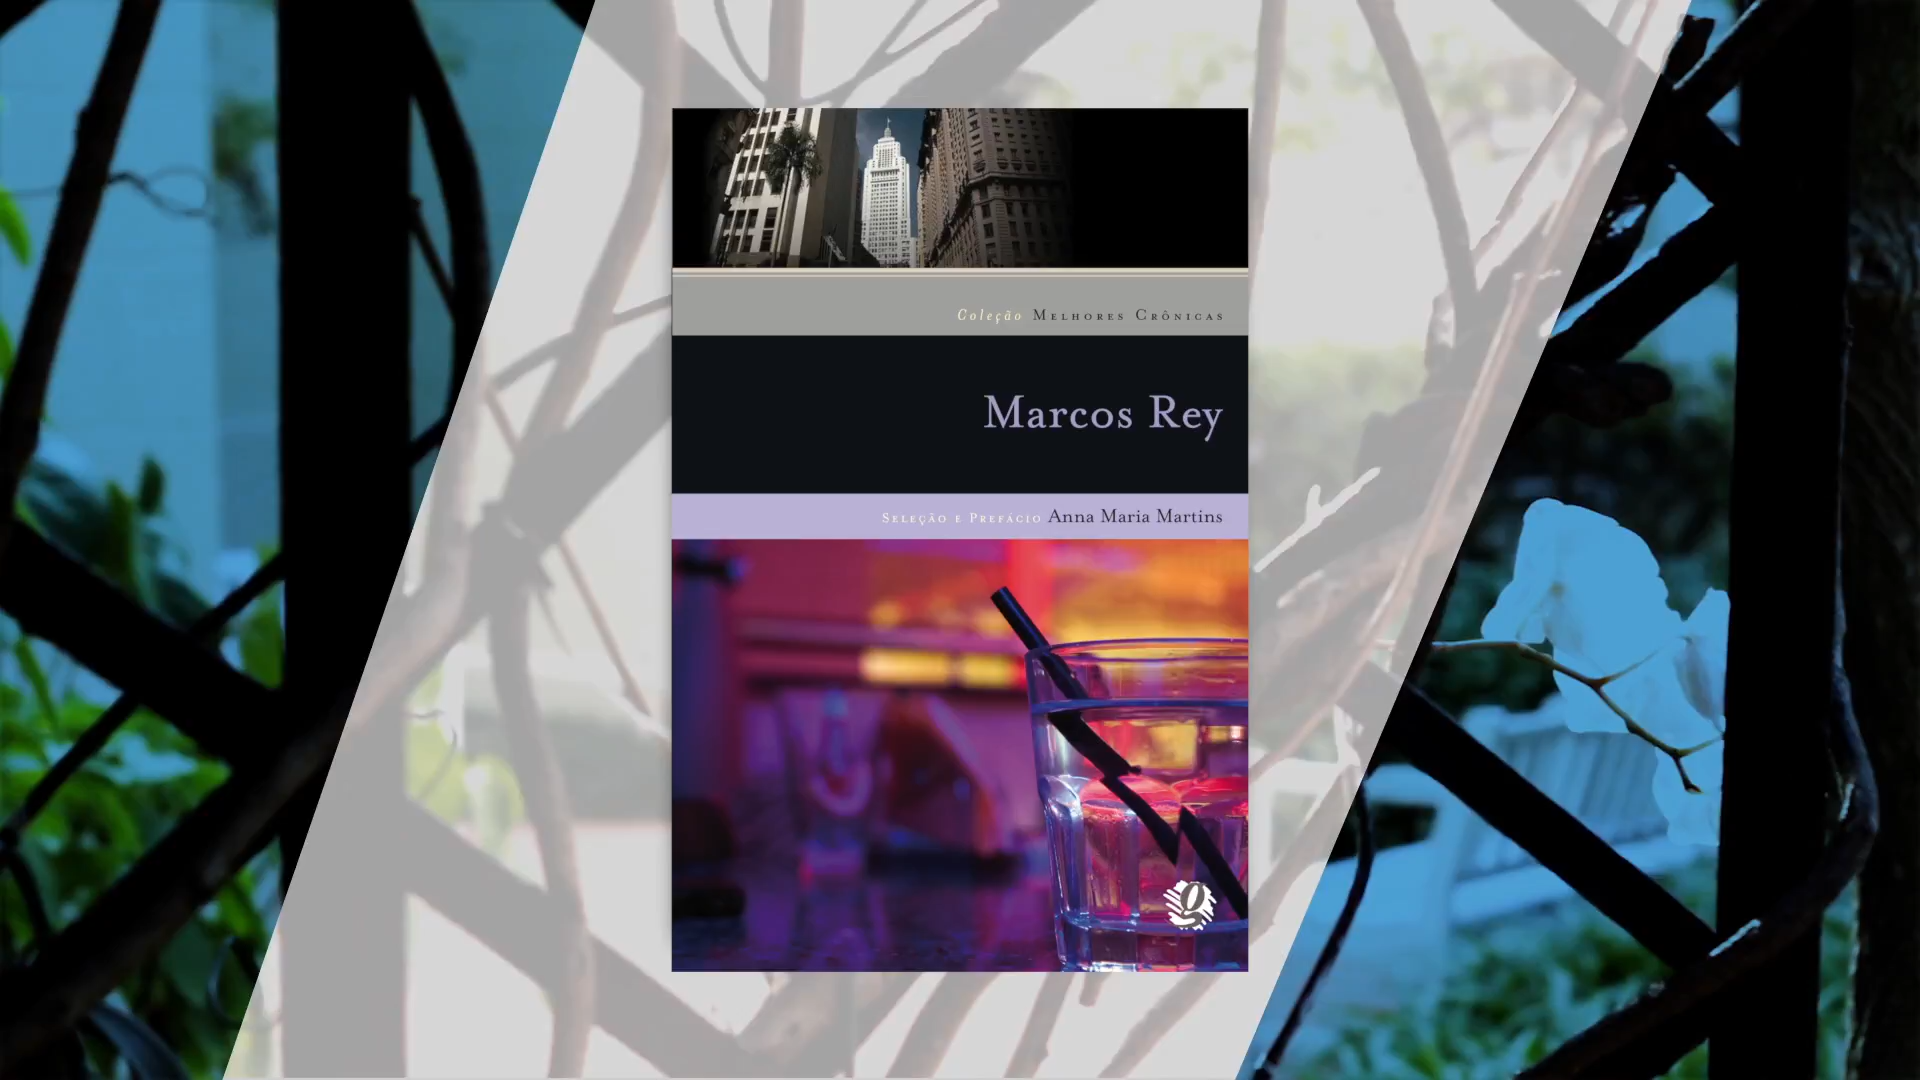 Coleção Melhores Crônicas
Marcos Rey
Seleção e Prefácio Anna Maria Martins
g